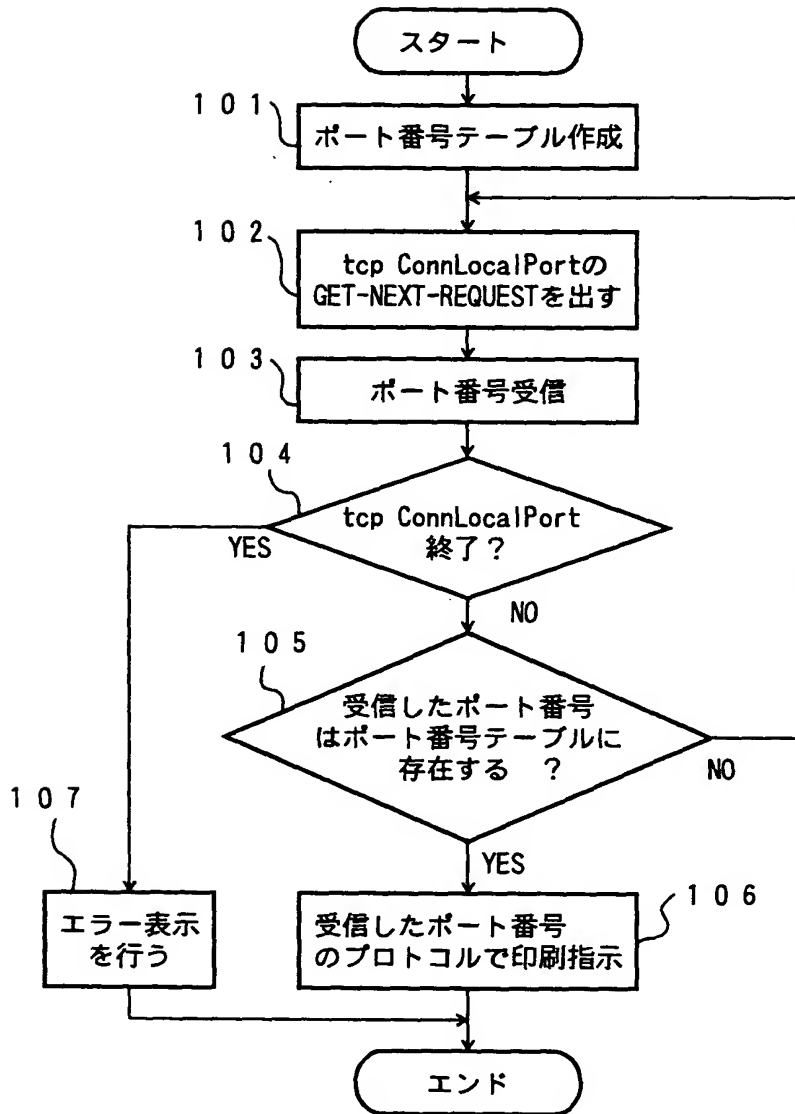 スタート
101
ポート番号テーブル作成
102
tcp ConnLocalPortの
GET-NEXT-REQUESTを出す
103
ポート番号受信
104
tcp ConnLocalPort
終了?
YES
NO
105
受信したポート番号
はポート番号テーブルに
存在する ?
NO
YES
107
エラー表示
を行う
106
受信したポート番号
のプロトコルで印刷指示
エンド